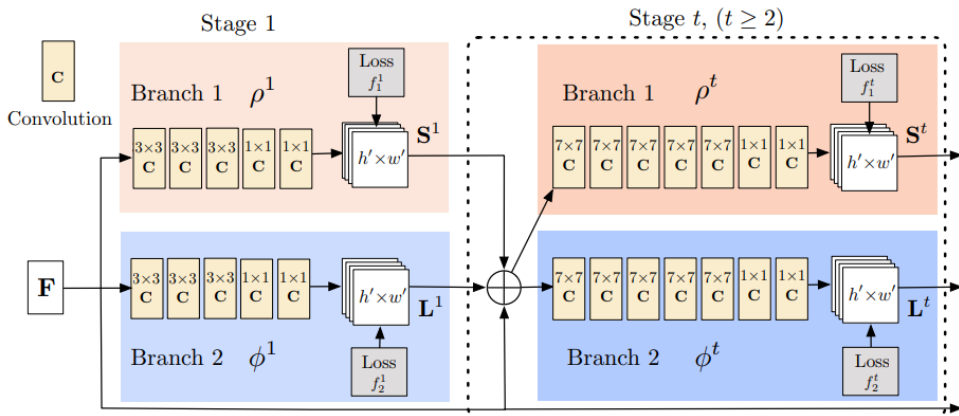 Stage 1
Stage t, (t ≥ 2)
C
Convolution
Branch 1 ρ¹
Loss
f₁¹
3×3 C
3×3 C
3×3 C
1×1 C
1×1 C
h′×w′
S¹
Branch 1 ρᵗ
Loss
f₁ᵗ
7×7 C
7×7 C
7×7 C
7×7 C
7×7 C
1×1 C
1×1 C
h′×w′
Sᵗ
F
3×3 C
3×3 C
3×3 C
1×1 C
1×1 C
h′×w′
L¹
Branch 2 ϕ¹
Loss
f₂¹
7×7 C
7×7 C
7×7 C
7×7 C
7×7 C
1×1 C
1×1 C
h′×w′
Lᵗ
Branch 2 ϕᵗ
Loss
f₂ᵗ